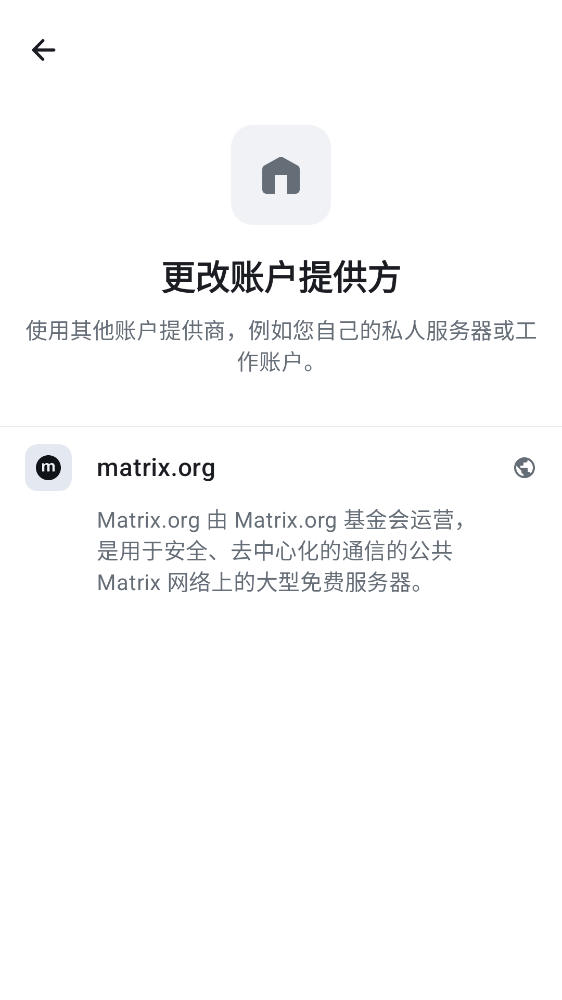 更改账户提供方
使用其他账户提供商，例如您自己的私人服务器或工
作账户。
m
matrix.org
Matrix.org 由 Matrix.org 基金会运营，
是用于安全、去中心化的通信的公共
Matrix 网络上的大型免费服务器。